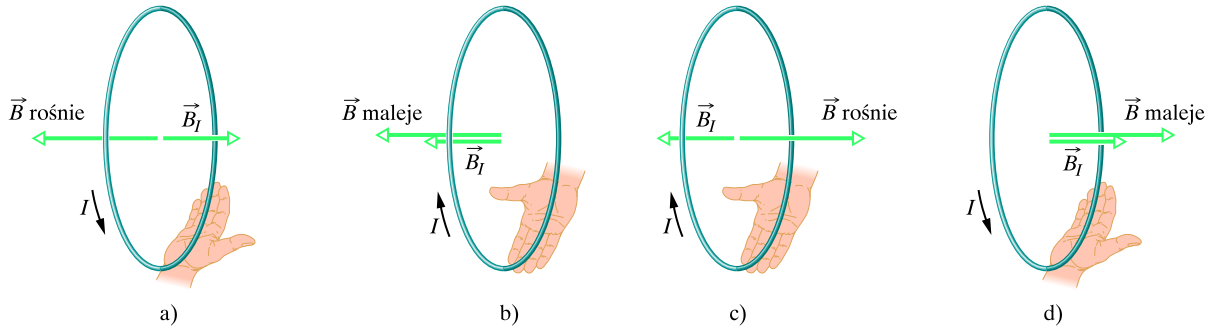 B⃗ rośnie
B⃗_I
I
a)
B⃗ maleje
B⃗_I
I
b)
B⃗_I
B⃗ rośnie
I
c)
B⃗ maleje
B⃗_I
I
d)